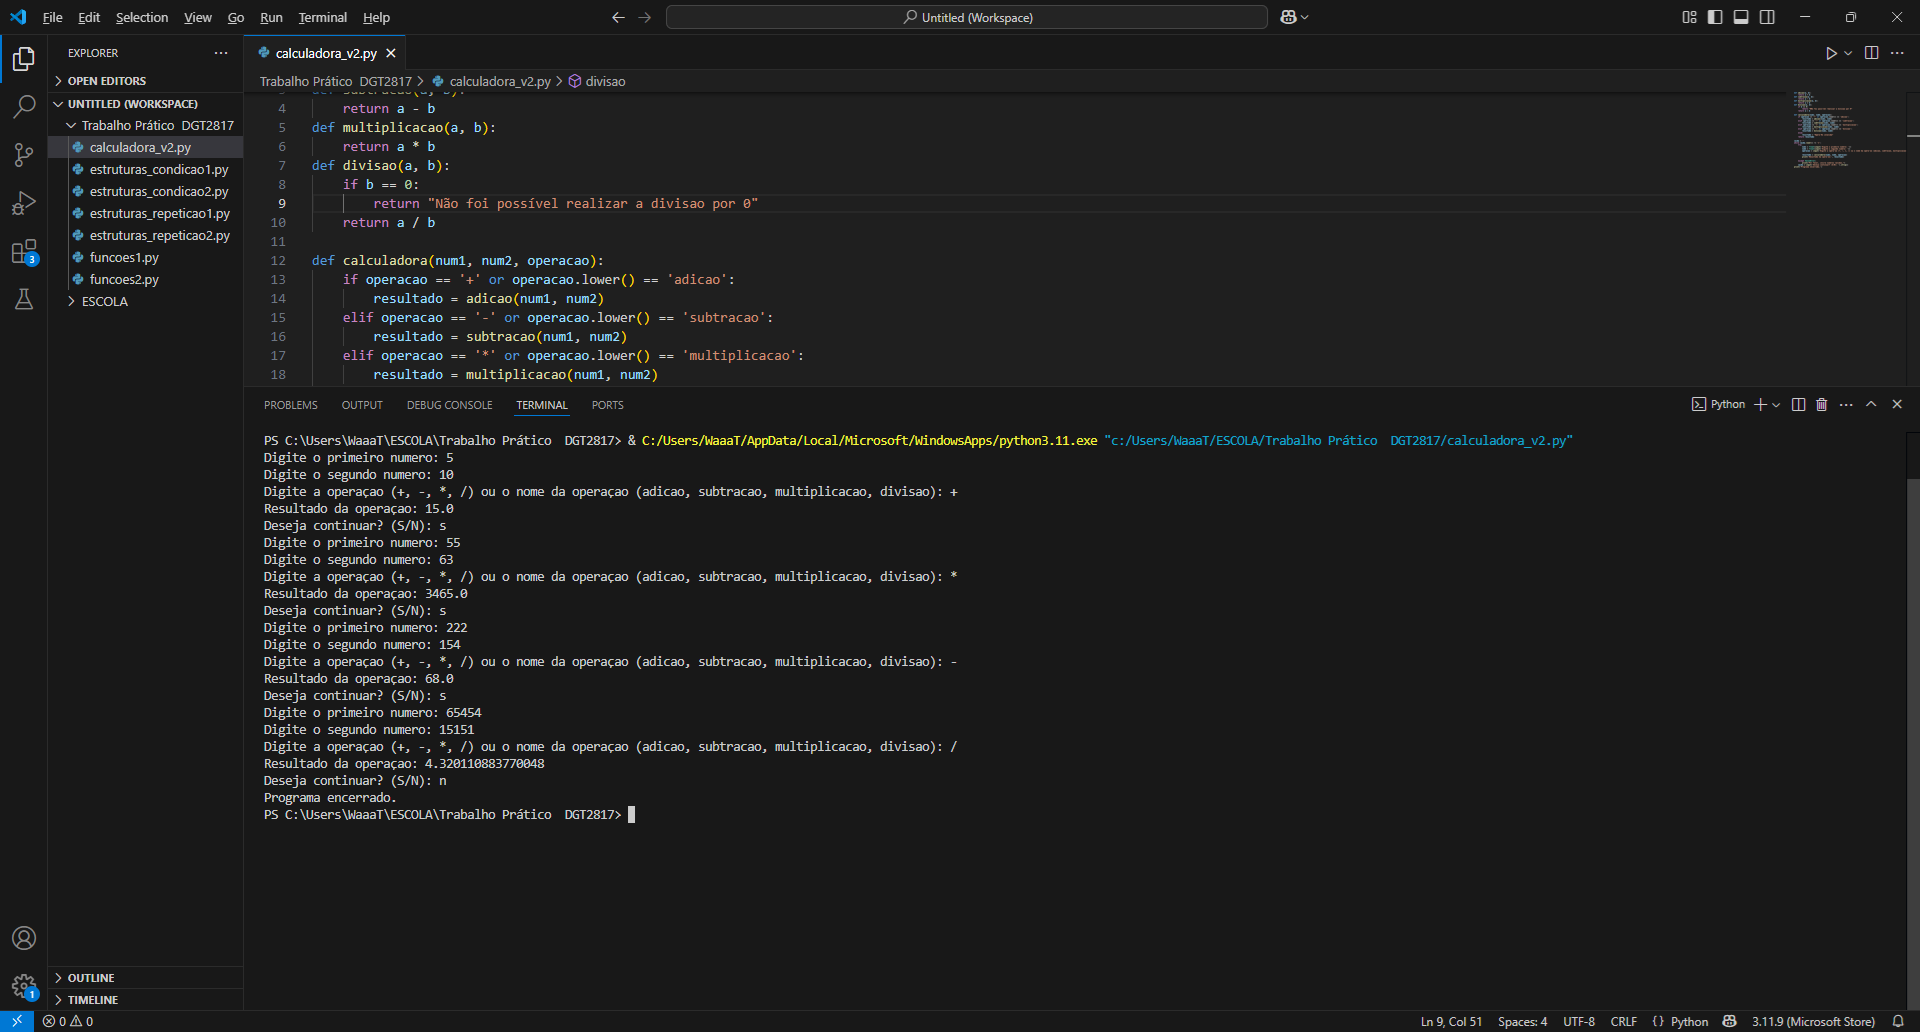 File Edit Selection View Go Run Terminal Help
Untitled (Workspace)
EXPLORER
OPEN EDITORS
UNTITLED (WORKSPACE)
Trabalho Prático  DGT2817
calculadora_v2.py
estruturas_condicao1.py
estruturas_condicao2.py
estruturas_repeticao1.py
estruturas_repeticao2.py
funcoes1.py
funcoes2.py
ESCOLA
3
1
OUTLINE
TIMELINE
calculadora_v2.py
Trabalho Prático  DGT2817 > calculadora_v2.py > divisao
3 def subtracao(a, b):
4 return a - b
5 def multiplicacao(a, b):
6 return a * b
7 def divisao(a, b):
8 if b == 0:
9 return "Não foi possível realizar a divisao por 0"
10 return a / b
11
12 def calculadora(num1, num2, operacao):
13 if operacao == '+' or operacao.lower() == 'adicao':
14 resultado = adicao(num1, num2)
15 elif operacao == '-' or operacao.lower() == 'subtracao':
16 resultado = subtracao(num1, num2)
17 elif operacao == '*' or operacao.lower() == 'multiplicacao':
18 resultado = multiplicacao(num1, num2)
PROBLEMS OUTPUT DEBUG CONSOLE TERMINAL PORTS
Python
PS C:\Users\WaaaT\ESCOLA\Trabalho Prático  DGT2817> & C:/Users/WaaaT/AppData/Local/Microsoft/WindowsApps/python3.11.exe "c:/Users/WaaaT/ESCOLA/Trabalho Prático  DGT2817/calculadora_v2.py"
Digite o primeiro numero: 5
Digite o segundo numero: 10
Digite a operaçao (+, -, *, /) ou o nome da operaçao (adicao, subtracao, multiplicacao, divisao): +
Resultado da operaçao: 15.0
Deseja continuar? (S/N): s
Digite o primeiro numero: 55
Digite o segundo numero: 63
Digite a operaçao (+, -, *, /) ou o nome da operaçao (adicao, subtracao, multiplicacao, divisao): *
Resultado da operaçao: 3465.0
Deseja continuar? (S/N): s
Digite o primeiro numero: 222
Digite o segundo numero: 154
Digite a operaçao (+, -, *, /) ou o nome da operaçao (adicao, subtracao, multiplicacao, divisao): -
Resultado da operaçao: 68.0
Deseja continuar? (S/N): s
Digite o primeiro numero: 65454
Digite o segundo numero: 15151
Digite a operaçao (+, -, *, /) ou o nome da operaçao (adicao, subtracao, multiplicacao, divisao): /
Resultado da operaçao: 4.320110883770048
Deseja continuar? (S/N): n
Programa encerrado.
PS C:\Users\WaaaT\ESCOLA\Trabalho Prático  DGT2817>
0 0
Ln 9, Col 51 Spaces: 4 UTF-8 CRLF {} Python 3.11.9 (Microsoft Store)